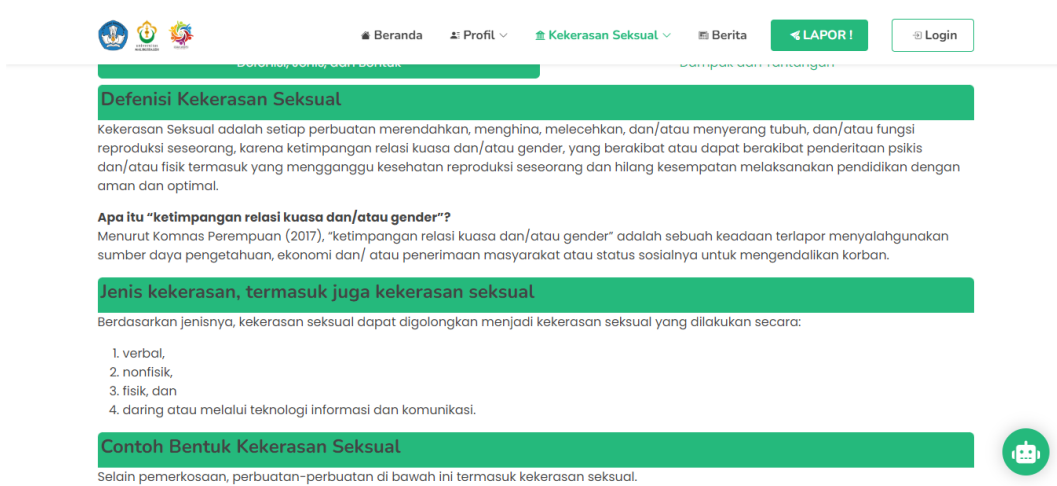 Beranda Profil Kekerasan Seksual Berita LAPOR ! Login
Defenisi Kekerasan Seksual
Kekerasan Seksual adalah setiap perbuatan merendahkan, menghina, melecehkan, dan/atau menyerang tubuh, dan/atau fungsi
reproduksi seseorang, karena ketimpangan relasi kuasa dan/atau gender, yang berakibat atau dapat berakibat penderitaan psikis
dan/atau fisik termasuk yang mengganggu kesehatan reproduksi seseorang dan hilang kesempatan melaksanakan pendidikan dengan
aman dan optimal.
Apa itu “ketimpangan relasi kuasa dan/atau gender”?
Menurut Komnas Perempuan (2017), “ketimpangan relasi kuasa dan/atau gender” adalah sebuah keadaan terlapor menyalahgunakan
sumber daya pengetahuan, ekonomi dan/ atau penerimaan masyarakat atau status sosialnya untuk mengendalikan korban.
Jenis kekerasan, termasuk juga kekerasan seksual
Berdasarkan jenisnya, kekerasan seksual dapat digolongkan menjadi kekerasan seksual yang dilakukan secara:
1. verbal,
2. nonfisik,
3. fisik, dan
4. daring atau melalui teknologi informasi dan komunikasi.
Contoh Bentuk Kekerasan Seksual
Selain pemerkosaan, perbuatan-perbuatan di bawah ini termasuk kekerasan seksual.